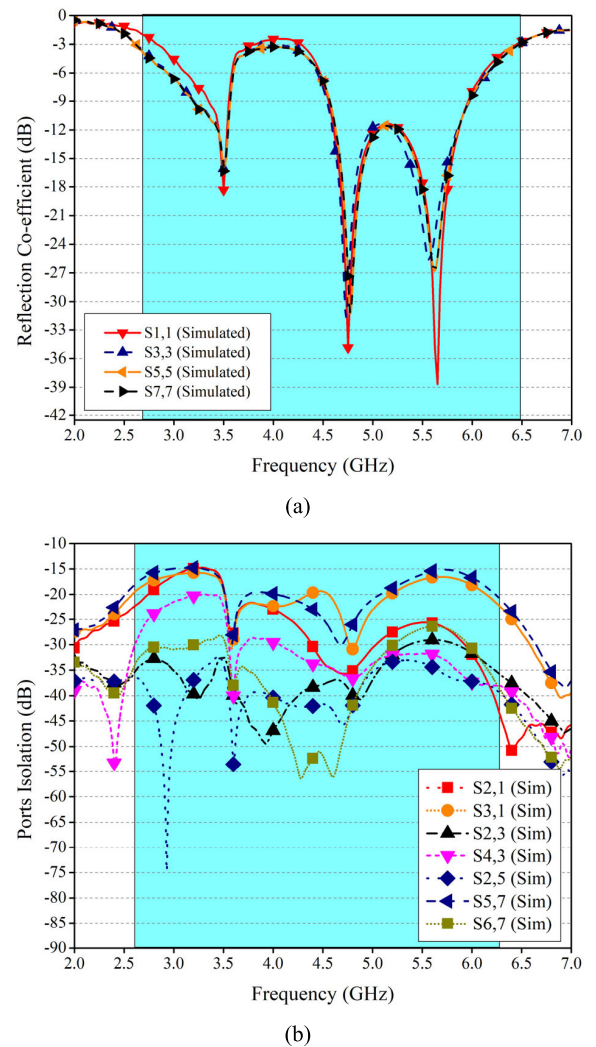 0
-3
-6
-9
-12
-15
-18
-21
-24
-27
-30
-33
-36
-39
-42
Reflection Co-efficient (dB)
S1,1 (Simulated)
S3,3 (Simulated)
S5,5 (Simulated)
S7,7 (Simulated)
2.0 2.5 3.0 3.5 4.0 4.5 5.0 5.5 6.0 6.5 7.0
Frequency (GHz)
(a)
-10
-15
-20
-25
-30
-35
-40
-45
-50
-55
-60
-65
-70
-75
-80
-85
-90
Ports Isolation (dB)
S2,1 (Sim)
S3,1 (Sim)
S2,3 (Sim)
S4,3 (Sim)
S2,5 (Sim)
S5,7 (Sim)
S6,7 (Sim)
2.0 2.5 3.0 3.5 4.0 4.5 5.0 5.5 6.0 6.5 7.0
Frequency (GHz)
(b)